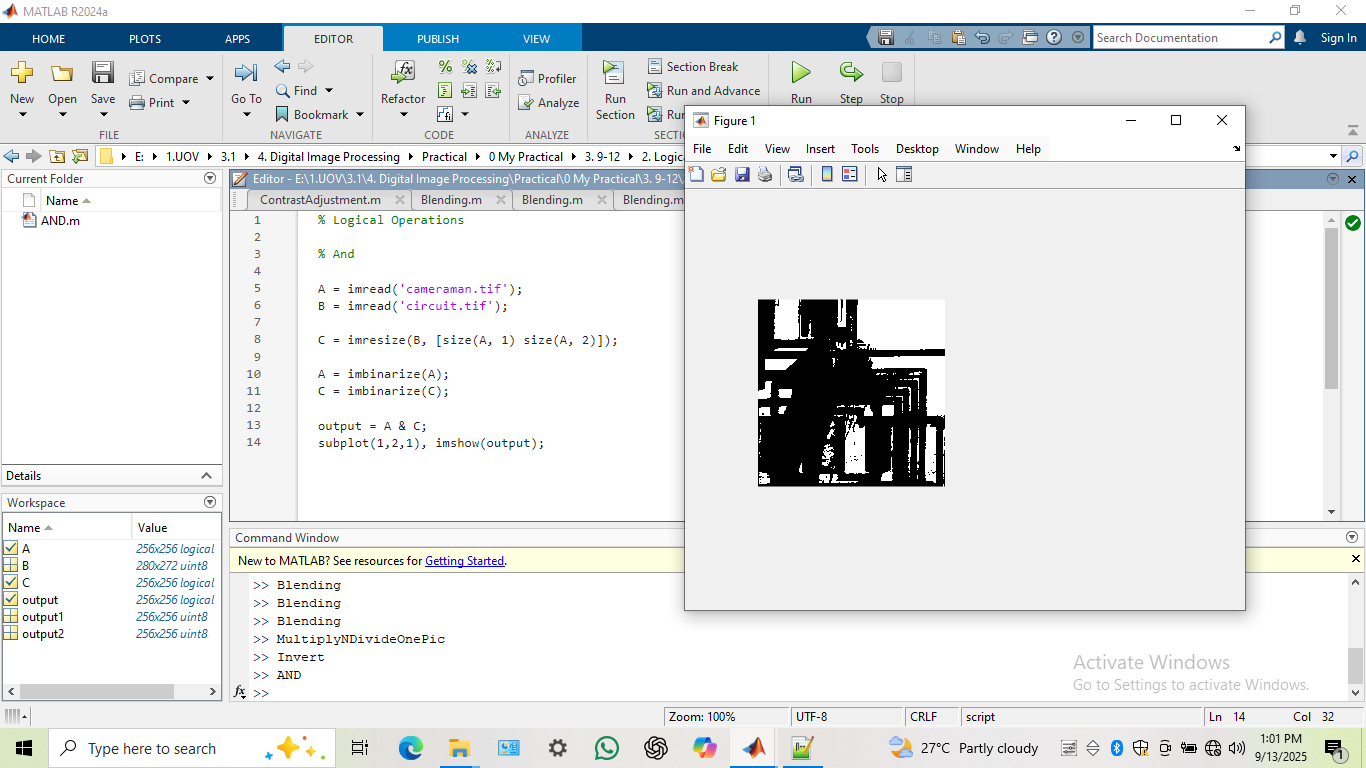 MATLAB R2024a
HOME PLOTS APPS EDITOR PUBLISH VIEW
Search Documentation
Sign In
New Open Save Compare Print
FILE
Go To Find Bookmark
NAVIGATE
Refactor
CODE
Profiler
Analyze
ANALYZE
Run Section
Section Break
Run and Advance
Run Step Stop
E: 1.UOV 3.1 4. Digital Image Processing Practical 0 My Practical 3. 9-12
Current Folder
Name
AND.m
Details
Workspace
Name Value
A 256x256 logical
B 280x272 uint8
C 256x256 logical
output 256x256 logical
output1 256x256 uint8
output2 256x256 uint8
Editor - E:\1.UOV\3.1\4. Digital Image Processing\Practical\0 My Practical\3. 9-12\
ContrastAdjustment.m Blending.m Blending.m Blending.m
1 % Logical Operations
2
3 % And
4
5 A = imread('cameraman.tif');
6 B = imread('circuit.tif');
7
8 C = imresize(B, [size(A, 1) size(A, 2)]);
9
10 A = imbinarize(A);
11 C = imbinarize(C);
12
13 output = A & C;
14 subplot(1,2,1), imshow(output);
Command Window
New to MATLAB? See resources for Getting Started.
>> Blending
>> Blending
>> Blending
>> MultiplyNDivideOnePic
>> Invert
>> AND
fx >>
Figure 1
File Edit View Insert Tools Desktop Window Help
Activate Windows
Go to Settings to activate Windows.
Zoom: 100% UTF-8 CRLF script Ln 14 Col 32
Type here to search
27°C Partly cloudy
1:01 PM
9/13/2025
1